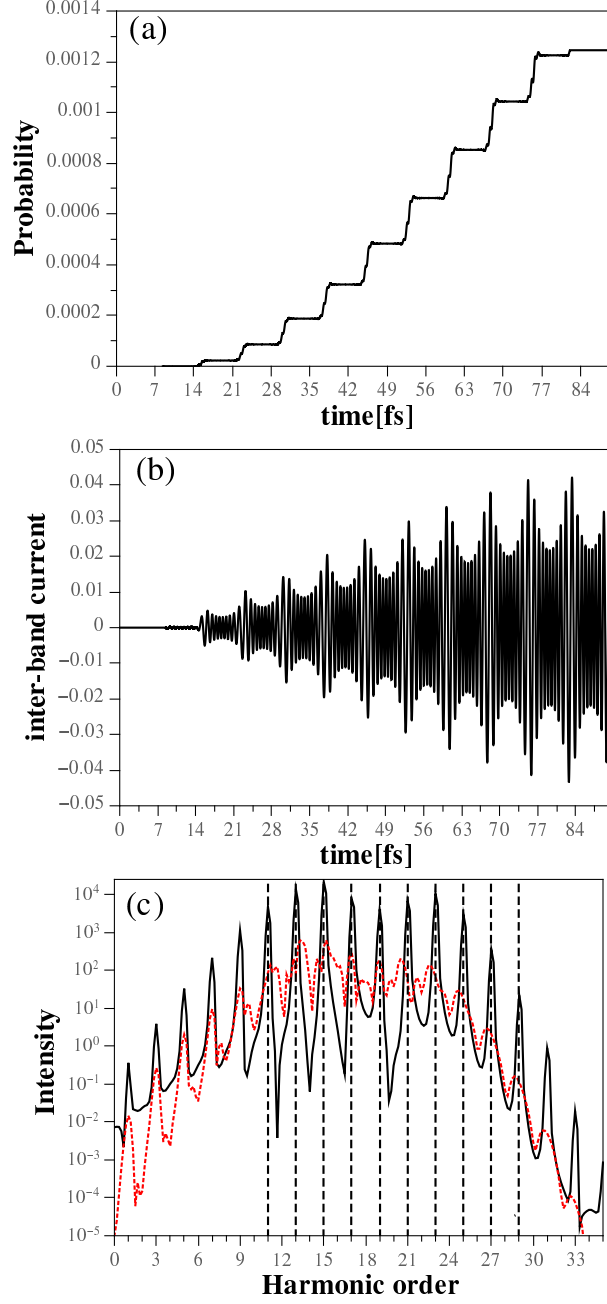 (a)
0.0014
0.0012
0.001
0.0008
0.0006
0.0004
0.0002
0
Probability
0 7 14 21 28 35 42 49 56 63 70 77 84
time[fs]
(b)
0.05
0.04
0.03
0.02
0.01
0
−0.01
−0.02
−0.03
−0.04
−0.05
inter-band current
0 7 14 21 28 35 42 49 56 63 70 77 84
time[fs]
(c)
10⁴
10³
10²
10¹
10⁰
10⁻¹
10⁻²
10⁻³
10⁻⁴
10⁻⁵
Intensity
0 3 6 9 12 15 18 21 24 27 30 33
Harmonic order